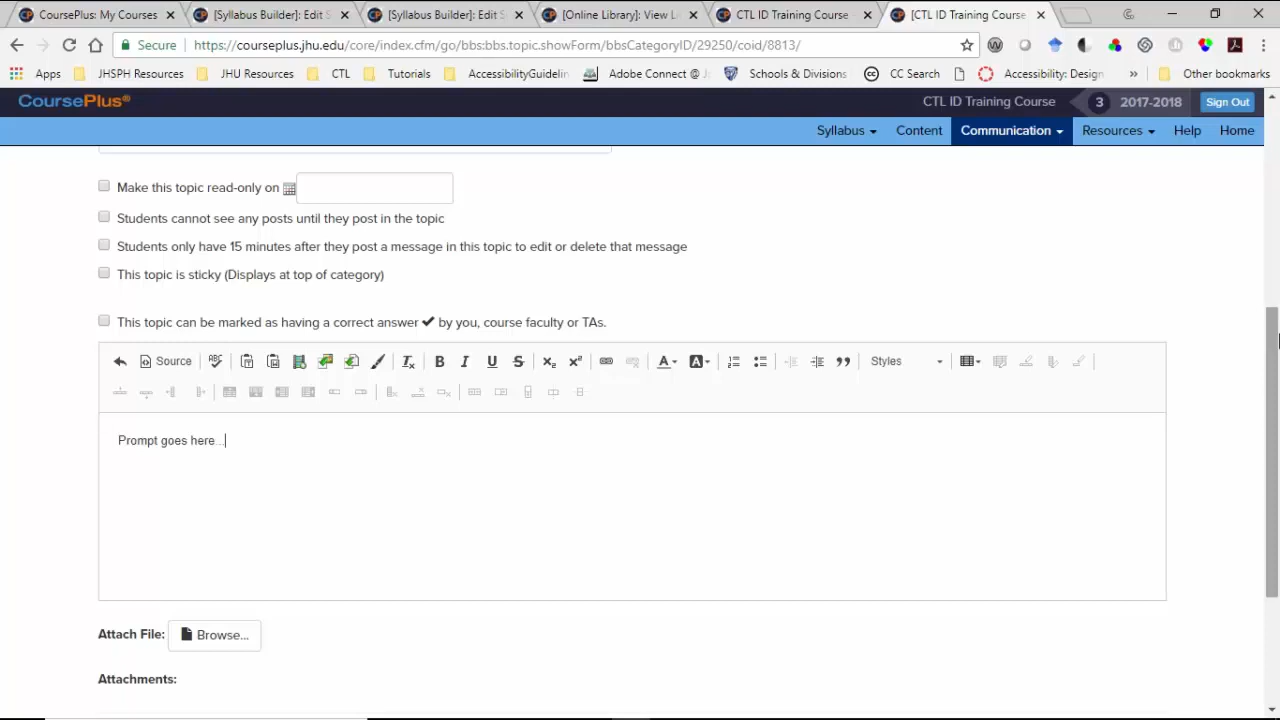 CoursePlus: My Courses
[Syllabus Builder]: Edit S
[Syllabus Builder]: Edit S
[Online Library]: View Li
CTL ID Training Course
[CTL ID Training Course
Secure https://courseplus.jhu.edu/core/index.cfm/go/bbs:bbs.topic.showForm/bbsCategoryID/29250/coid/8813/
Apps JHSPH Resources JHU Resources CTL Tutorials AccessibilityGuidelin Adobe Connect @ Schools & Divisions CC Search Accessibility: Design » Other bookmarks
CoursePlus® CTL ID Training Course 3 2017-2018 Sign Out
Syllabus Content Communication Resources Help Home
Make this topic read-only on
Students cannot see any posts until they post in the topic
Students only have 15 minutes after they post a message in this topic to edit or delete that message
This topic is sticky (Displays at top of category)
This topic can be marked as having a correct answer ✔ by you, course faculty or TAs.
Source ABC B I U S x₂ x² A A Styles
Prompt goes here...
Attach File: Browse...
Attachments: